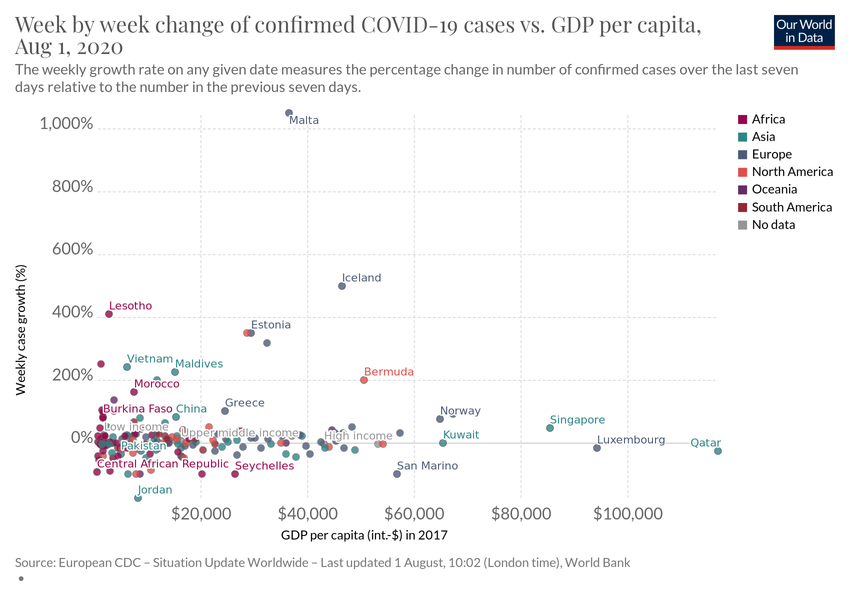 Week by week change of confirmed COVID-19 cases vs. GDP per capita,
Aug 1, 2020
Our World
in Data
The weekly growth rate on any given date measures the percentage change in number of confirmed cases over the last seven
days relative to the number in the previous seven days.
1,000%
800%
600%
400%
200%
0%
Weekly case growth (%)
Malta
Iceland
Lesotho
Estonia
Vietnam
Maldives
Bermuda
Morocco
Greece
Burkina Faso
China
Norway
Singapore
Low income
Upper middle income
High income
Kuwait
Luxembourg
Qatar
Pakistan
Central African Republic
Seychelles
San Marino
Jordan
Africa
Asia
Europe
North America
Oceania
South America
No data
$20,000
$40,000
$60,000
$80,000
$100,000
GDP per capita (int.-$) in 2017
Source: European CDC – Situation Update Worldwide – Last updated 1 August, 10:02 (London time), World Bank